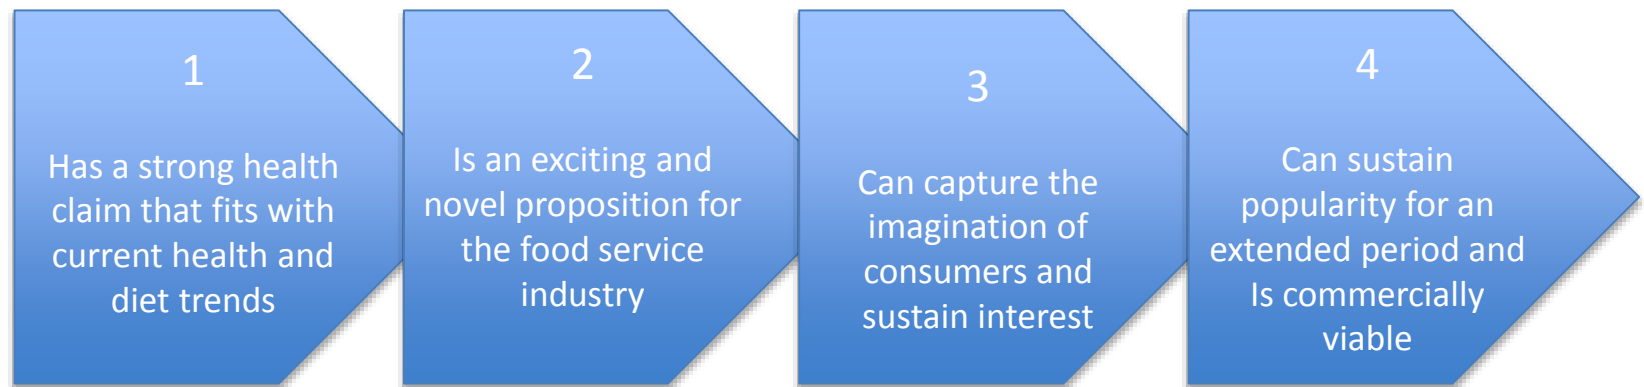 1
Has a strong health
claim that fits with
current health and
diet trends
2
Is an exciting and
novel proposition for
the food service
industry
3
Can capture the
imagination of
consumers and
sustain interest
4
Can sustain
popularity for an
extended period and
Is commercially
viable